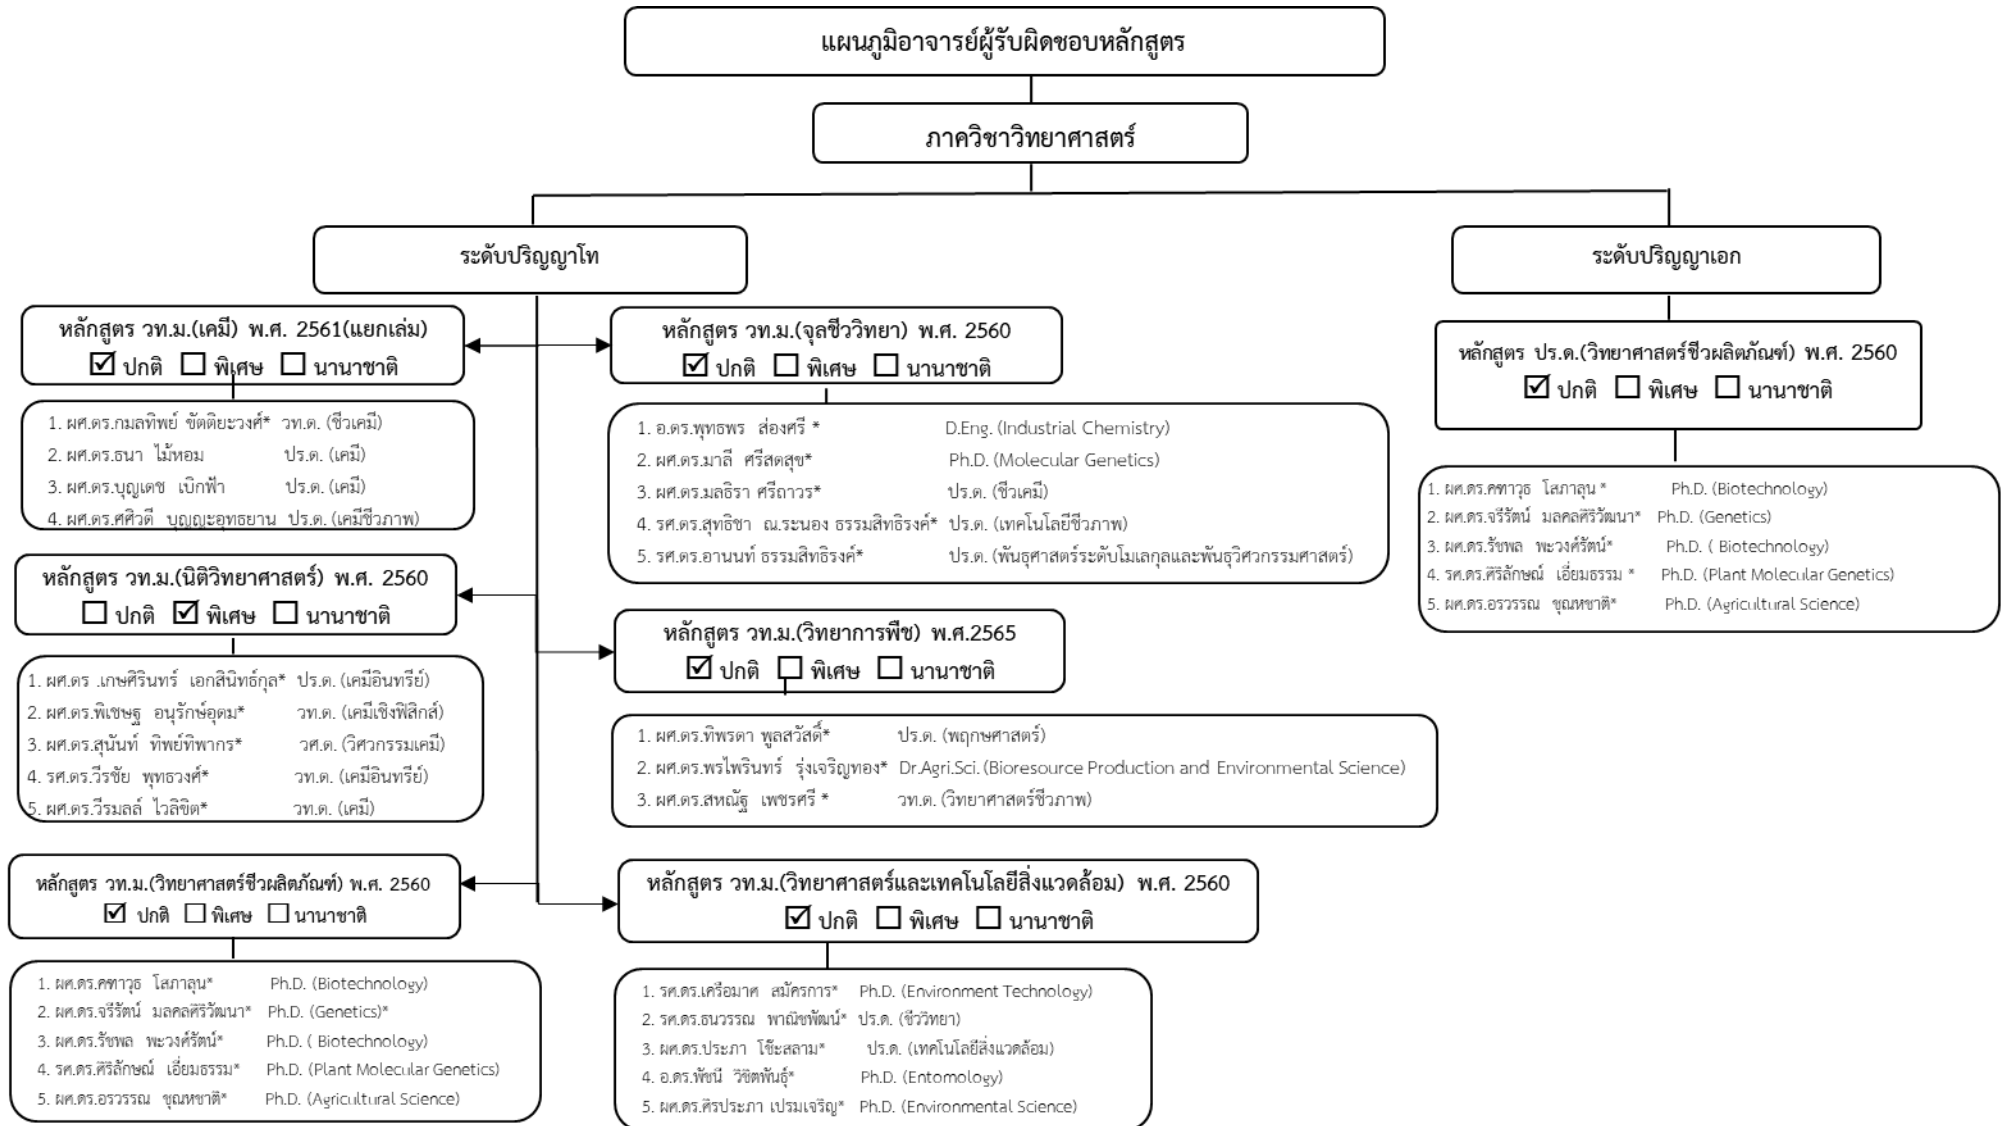 แผนภูมิอาจารย์ผู้รับผิดชอบหลักสูตร
ภาควิชาวิทยาศาสตร์
ระดับปริญญาโท
ระดับปริญญาเอก
หลักสูตร วท.ม.(เคมี) พ.ศ. 2561(แยกเล่ม)
☑ ปกติ ☐ พิเศษ ☐ นานาชาติ
1. ผศ.ดร.กมลทิพย์ ขัตติยะวงศ์* วท.ด. (ชีวเคมี)
2. ผศ.ดร.ธนา ไม้หอม ปร.ด. (เคมี)
3. ผศ.ดร.บุญเดช เบิกฟ้า ปร.ด. (เคมี)
4. ผศ.ดร.ศศิวดี บุญญะอุทธยาน ปร.ด. (เคมีชีวภาพ)
หลักสูตร วท.ม.(จุลชีววิทยา) พ.ศ. 2560
☑ ปกติ ☐ พิเศษ ☐ นานาชาติ
1. อ.ดร.พุทธพร ส่องศรี * D.Eng. (Industrial Chemistry)
2. ผศ.ดร.มาลี ศรีสดสุข* Ph.D. (Molecular Genetics)
3. ผศ.ดร.มลธิรา ศรีถาวร* ปร.ด. (ชีวเคมี)
4. รศ.ดร.สุทธิชา ณ.ระนอง ธรรมสิทธิรงค์* ปร.ด. (เทคโนโลยีชีวภาพ)
5. รศ.ดร.อานนท์ ธรรมสิทธิรงค์* ปร.ด. (พันธุศาสตร์ระดับโมเลกุลและพันธุวิศวกรรมศาสตร์)
หลักสูตร ปร.ด.(วิทยาศาสตร์ชีวผลิตภัณฑ์) พ.ศ. 2560
☑ ปกติ ☐ พิเศษ ☐ นานาชาติ
1. ผศ.ดร.คฑาวุธ โสภาลุน * Ph.D. (Biotechnology)
2. ผศ.ดร.จรีรัตน์ มลคลศิริวัฒนา* Ph.D. (Genetics)
3. ผศ.ดร.รัชพล พะวงศ์รัตน์* Ph.D. ( Biotechnology)
4. รศ.ดร.ศิริลักษณ์ เอี่ยมธรรม * Ph.D. (Plant Molecular Genetics)
5. ผศ.ดร.อรวรรณ ชุณหชาติ* Ph.D. (Agricultural Science)
หลักสูตร วท.ม.(นิติวิทยาศาสตร์) พ.ศ. 2560
☐ ปกติ ☑ พิเศษ ☐ นานาชาติ
1. ผศ.ดร .เกษศิรินทร์ เอกสินิทธ์กุล* ปร.ด. (เคมีอินทรีย์)
2. ผศ.ดร.พิเชษฐ อนุรักษ์อุดม* วท.ด. (เคมีเชิงฟิสิกส์)
3. ผศ.ดร.สุนันท์ ทิพย์ทิพากร* วศ.ด. (วิศวกรรมเคมี)
4. รศ.ดร.วีรชัย พุทธวงศ์* วท.ด. (เคมีอินทรีย์)
5. ผศ.ดร.วีรมลล์ ไวลิขิต* วท.ด. (เคมี)
หลักสูตร วท.ม.(วิทยาการพืช) พ.ศ.2565
☑ ปกติ ☐ พิเศษ ☐ นานาชาติ
1. ผศ.ดร.ทิพรดา พูลสวัสดิ์* ปร.ด. (พฤกษศาสตร์)
2. ผศ.ดร.พรไพรินทร์ รุ่งเจริญทอง* Dr.Agri.Sci. (Bioresource Production and Environmental Science)
3. ผศ.ดร.สหณัฐ เพชรศรี * วท.ด. (วิทยาศาสตร์ชีวภาพ)
หลักสูตร วท.ม.(วิทยาศาสตร์ชีวผลิตภัณฑ์) พ.ศ. 2560
☑ ปกติ ☐ พิเศษ ☐ นานาชาติ
1. ผศ.ดร.คฑาวุธ โสภาลุน* Ph.D. (Biotechnology)
2. ผศ.ดร.จรีรัตน์ มลคลศิริวัฒนา* Ph.D. (Genetics)*
3. ผศ.ดร.รัชพล พะวงศ์รัตน์* Ph.D. ( Biotechnology)
4. รศ.ดร.ศิริลักษณ์ เอี่ยมธรรม* Ph.D. (Plant Molecular Genetics)
5. ผศ.ดร.อรวรรณ ชุณหชาติ* Ph.D. (Agricultural Science)
หลักสูตร วท.ม.(วิทยาศาสตร์และเทคโนโลยีสิ่งแวดล้อม) พ.ศ. 2560
☑ ปกติ ☐ พิเศษ ☐ นานาชาติ
1. รศ.ดร.เครือมาศ สมัครการ* Ph.D. (Environment Technology)
2. รศ.ดร.ธนวรรณ พาณิชพัฒน์* ปร.ด. (ชีววิทยา)
3. ผศ.ดร.ประภา โซ๊ะสลาม* ปร.ด. (เทคโนโลยีสิ่งแวดล้อม)
4. อ.ดร.พัชนี วิชิตพันธุ์* Ph.D. (Entomology)
5. ผศ.ดร.ศิรประภา เปรมเจริญ* Ph.D. (Environmental Science)